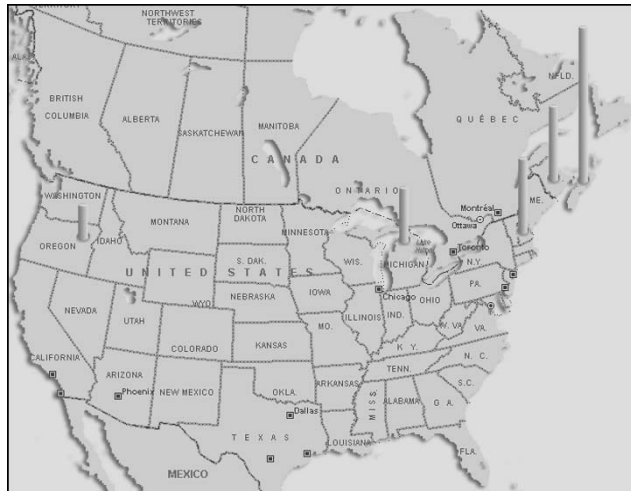 NORTHWEST
TERRITORIES
BRITISH
COLUMBIA
ALBERTA
SASKATCHEWAN
MANITOBA
CANADA
ONTARIO
QUÉBEC
NFLD.
Montréal
Ottawa
Toronto
ME.
WASHINGTON
OREGON
IDAHO
MONTANA
NORTH
DAKOTA
MINNESOTA
S. DAK.
WIS.
MICHIGAN
Lake
Huron
N.Y.
UNITED STATES
WYO.
NEBRASKA
IOWA
Chicago
PA.
NEVADA
UTAH
COLORADO
KANSAS
MO.
ILLINOIS
IND.
OHIO
W. VA.
VA.
KY.
CALIFORNIA
ARIZONA
Phoenix
NEW MEXICO
OKLA.
ARKANSAS
TENN.
N. C.
S.C.
Dallas
TEXAS
LOUISIANA
MISS.
ALABAMA
G A.
FLA.
MEXICO